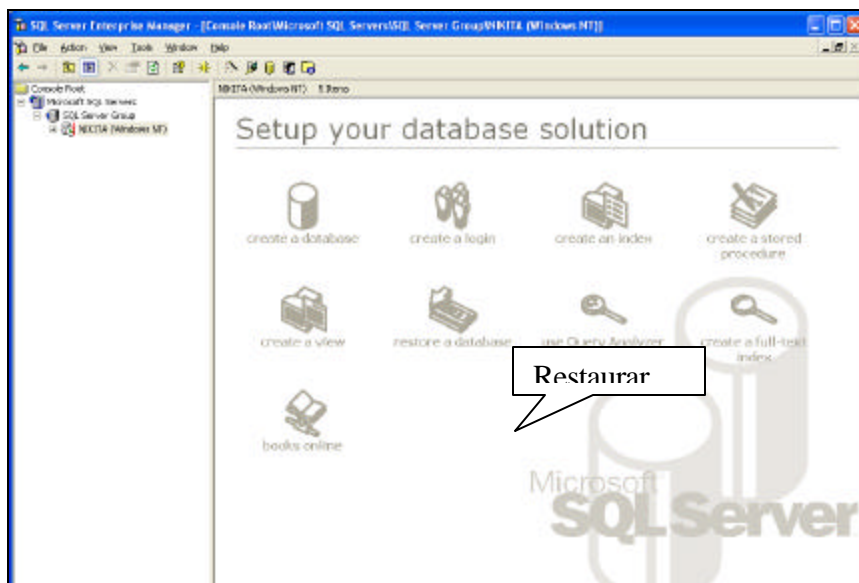 SQL Server Enterprise Manager - [Console Root\Microsoft SQL Servers\SQL Server Group\NIKITA (Windows NT)]
File Action View Tools Window Help
Console Root
Microsoft SQL Servers
SQL Server Group
NIKITA (Windows NT)
NIKITA (Windows NT)
Setup your database solution
create a database
create a login
create an index
create a stored
procedure
create a view
restore a database
use Query Analyzer
create a full-text
index
Restaurar
books online
Microsoft
SQL Server